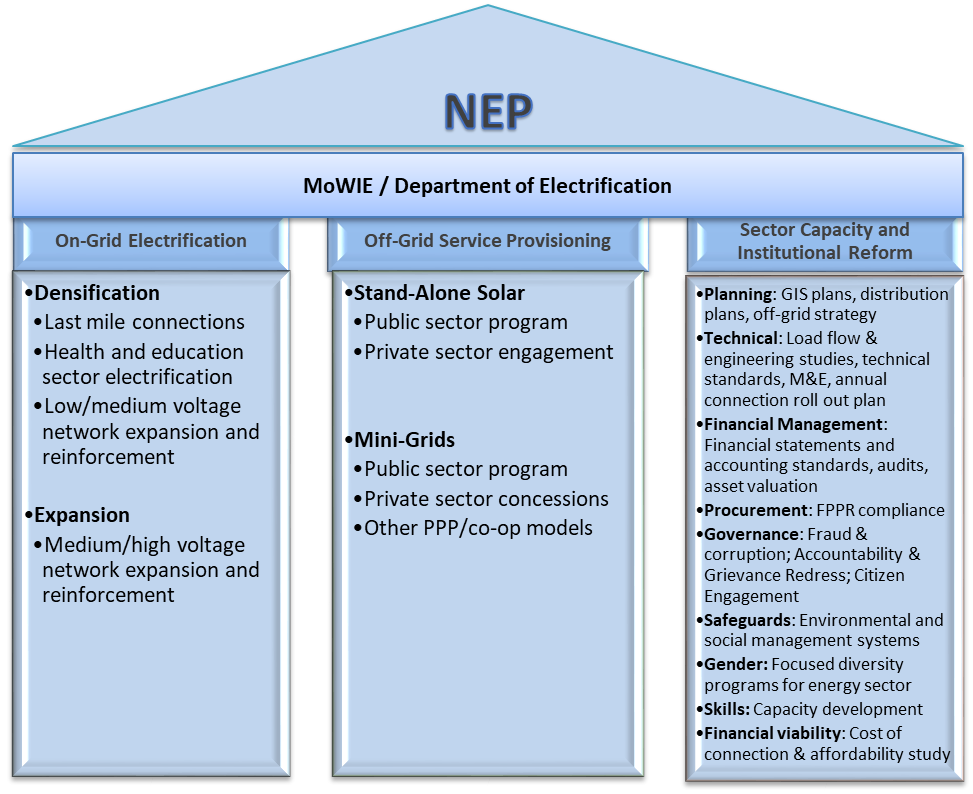 NEP
MoWIE / Department of Electrification
On-Grid Electrification
•Densification
•Last mile connections
•Health and education
sector electrification
•Low/medium voltage
network expansion and
reinforcement
•Expansion
•Medium/high voltage
network expansion and
reinforcement
Off-Grid Service Provisioning
•Stand-Alone Solar
•Public sector program
•Private sector engagement
•Mini-Grids
•Public sector program
•Private sector concessions
•Other PPP/co-op models
Sector Capacity and
Institutional Reform
•Planning: GIS plans, distribution
plans, off-grid strategy
•Technical: Load flow &
engineering studies, technical
standards, M&E, annual
connection roll out plan
•Financial Management:
Financial statements and
accounting standards, audits,
asset valuation
•Procurement: FPPR compliance
•Governance: Fraud &
corruption; Accountability &
Grievance Redress; Citizen
Engagement
•Safeguards: Environmental and
social management systems
•Gender: Focused diversity
programs for energy sector
•Skills: Capacity development
•Financial viability: Cost of
connection & affordability study